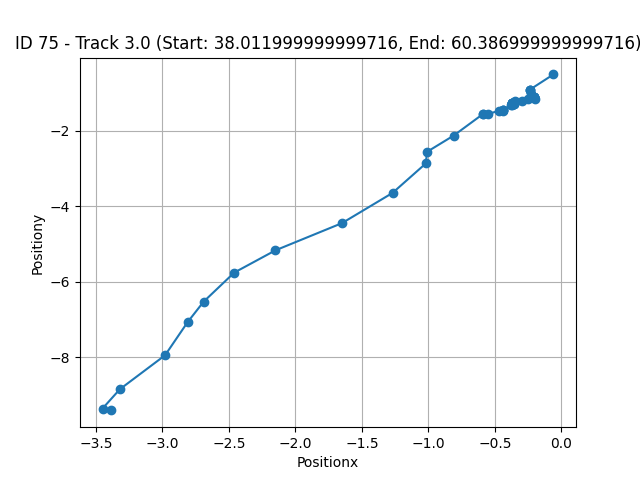 ID 75 - Track 3.0 (Start: 38.011999999999716, End: 60.386999999999716)
Positiony
−2
−4
−6
−8
−3.5 −3.0 −2.5 −2.0 −1.5 −1.0 −0.5 0.0
Positionx